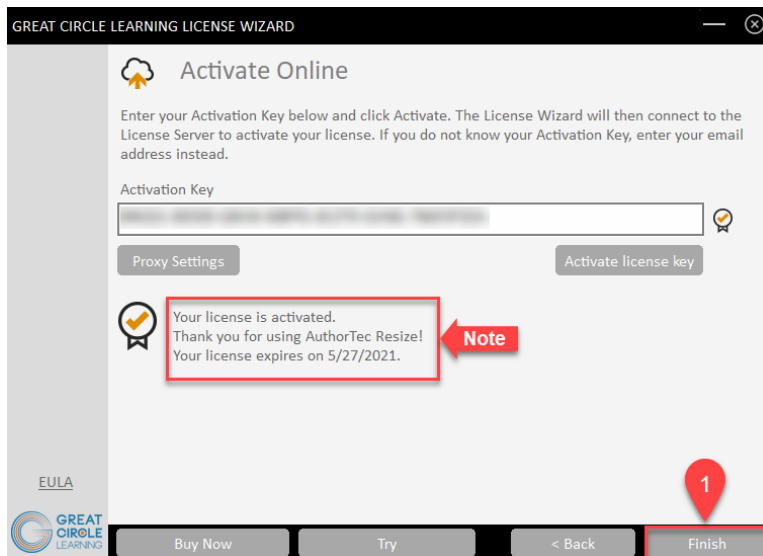 GREAT CIRCLE LEARNING LICENSE WIZARD
Activate Online
Enter your Activation Key below and click Activate. The License Wizard will then connect to the
License Server to activate your license. If you do not know your Activation Key, enter your email
address instead.
Activation Key
Proxy Settings
Activate license key
Your license is activated.
Thank you for using AuthorTec Resize!
Your license expires on 5/27/2021.
Note
EULA
1
GREAT
CIRCLE
LEARNING
Buy Now
Try
< Back
Finish